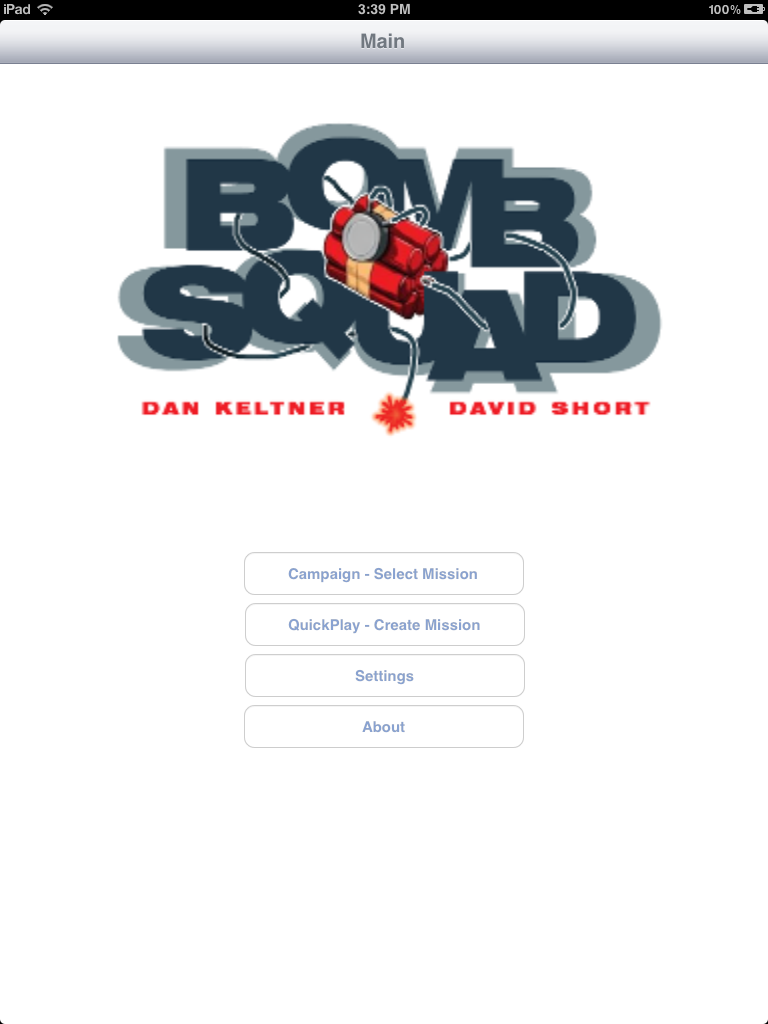 iPad 3:39 PM 100%
Main
BOMB
SQUAD
DAN KELTNER DAVID SHORT
Campaign - Select Mission
QuickPlay - Create Mission
Settings
About